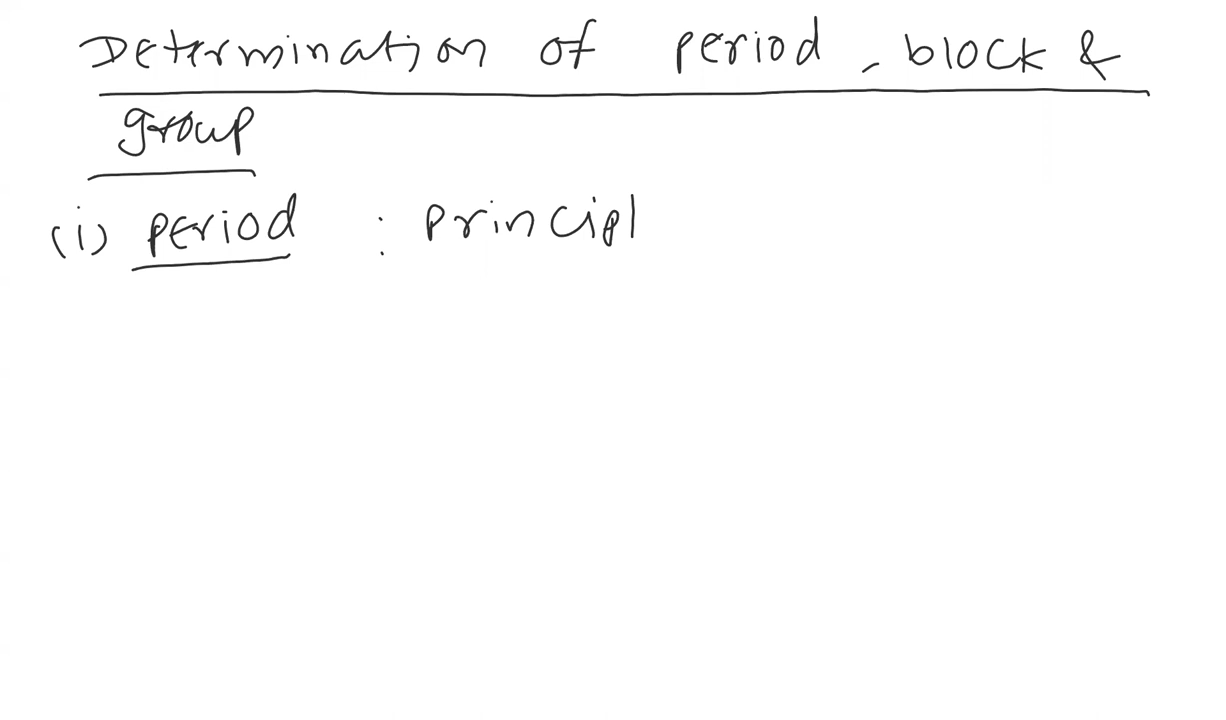 Determination of period, block &
group
(i) period : principl